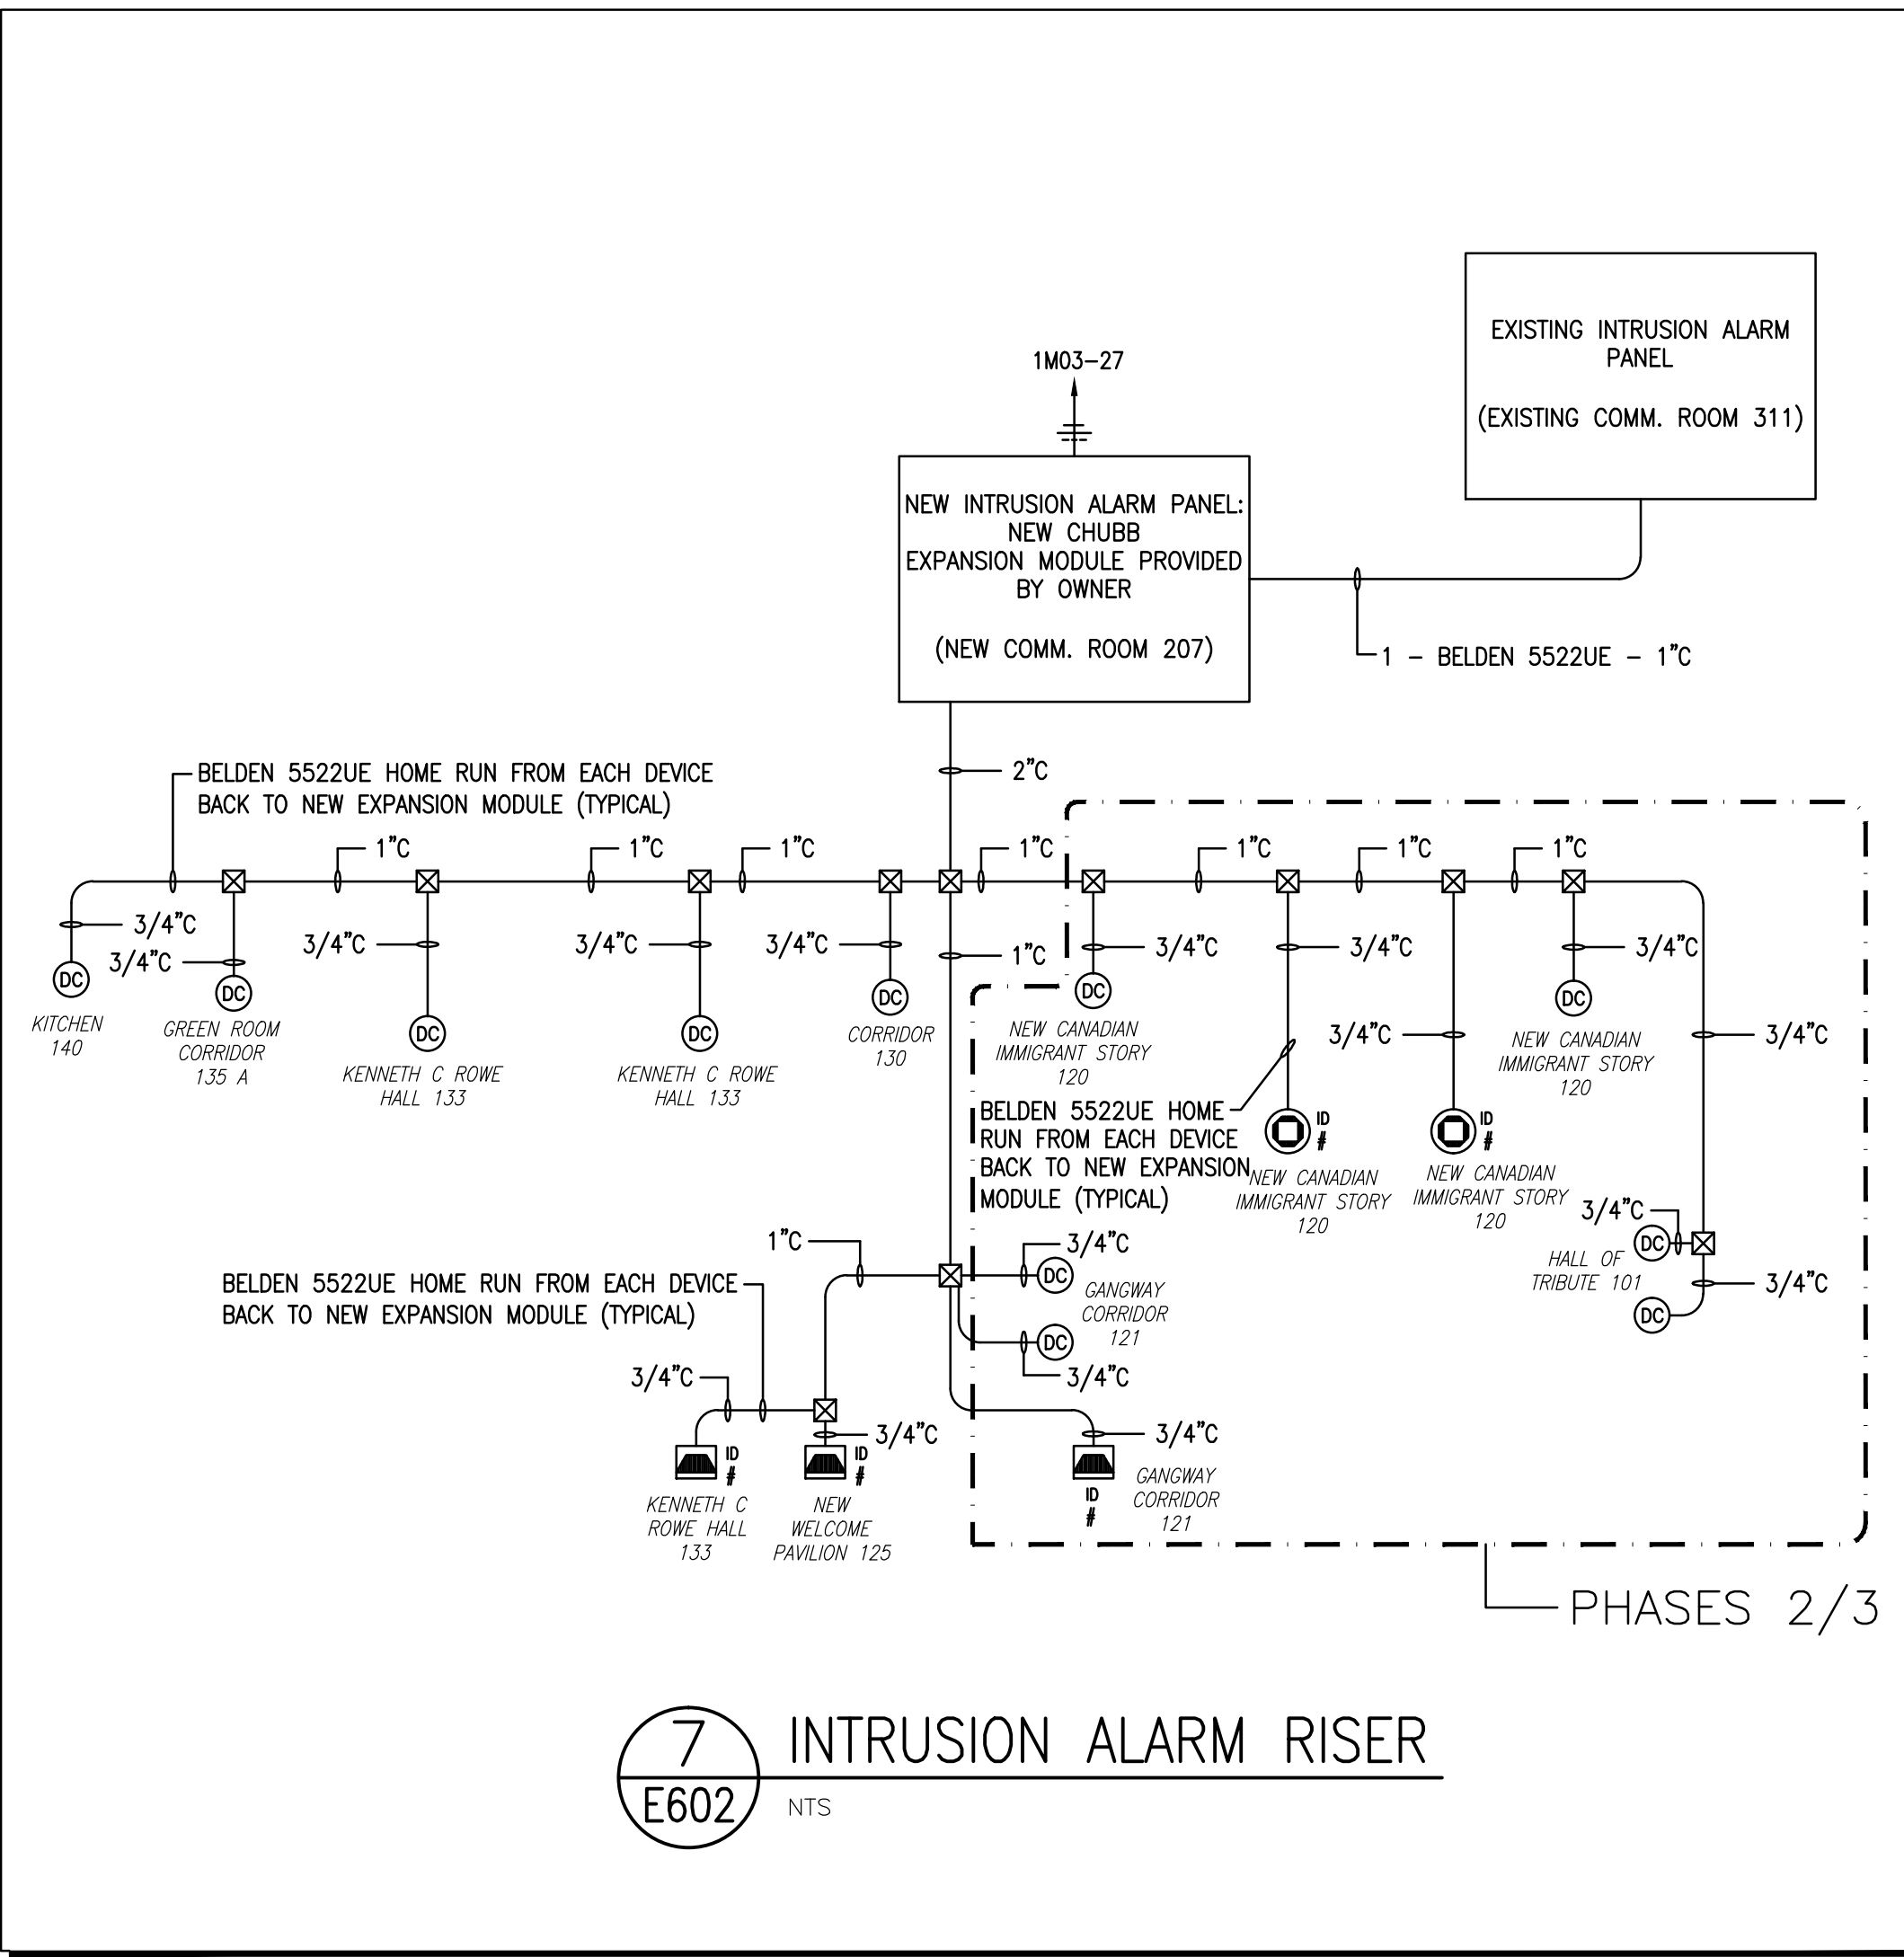 EXISTING INTRUSION ALARM
PANEL
(EXISTING COMM. ROOM 311)
1M03-27
NEW INTRUSION ALARM PANEL:
NEW CHUBB
EXPANSION MODULE PROVIDED
BY OWNER
(NEW COMM. ROOM 207)
1 - BELDEN 5522UE - 1"C
2"C
BELDEN 5522UE HOME RUN FROM EACH DEVICE
BACK TO NEW EXPANSION MODULE (TYPICAL)
1"C
1"C
1"C
1"C
1"C
1"C
1"C
3/4"C
3/4"C
3/4"C
3/4"C
3/4"C
1"C
3/4"C
3/4"C
3/4"C
3/4"C
3/4"C
DC
KITCHEN
140
DC
GREEN ROOM
CORRIDOR
135 A
DC
KENNETH C ROWE
HALL 133
DC
KENNETH C ROWE
HALL 133
DC
CORRIDOR
130
DC
NEW CANADIAN
IMMIGRANT STORY
120
DC
NEW CANADIAN
IMMIGRANT STORY
120
BELDEN 5522UE HOME
RUN FROM EACH DEVICE
BACK TO NEW EXPANSION
MODULE (TYPICAL)
ID
#
NEW CANADIAN
IMMIGRANT STORY
120
ID
#
NEW CANADIAN
IMMIGRANT STORY
120
3/4"C
DC
HALL OF
TRIBUTE 101
3/4"C
DC
1"C
3/4"C
DC
GANGWAY
CORRIDOR
121
DC
3/4"C
BELDEN 5522UE HOME RUN FROM EACH DEVICE
BACK TO NEW EXPANSION MODULE (TYPICAL)
3/4"C
3/4"C
3/4"C
ID
#
KENNETH C
ROWE HALL
133
ID
#
NEW
WELCOME
PAVILION 125
ID
#
GANGWAY
CORRIDOR
121
PHASES 2/3
7
E602
INTRUSION ALARM RISER
NTS